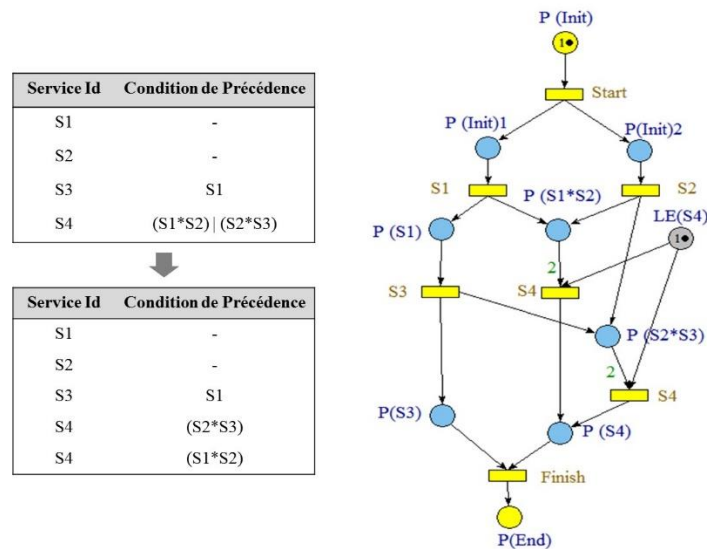 Service Id Condition de Précédence
S1 -
S2 -
S3 S1
S4 (S1*S2) | (S2*S3)
Service Id Condition de Précédence
S1 -
S2 -
S3 S1
S4 (S2*S3)
S4 (S1*S2)
P (Init)
1
Start
P (Init)1
P(Init)2
S1
P (S1*S2)
S2
P (S1)
LE(S4)
1
2
S3
S4
P (S2*S3)
2
S4
P(S3)
P (S4)
Finish
P(End)